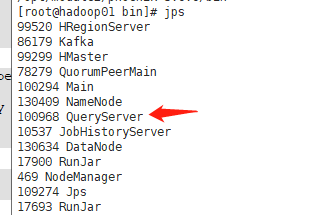 [root@hadoop01 bin]# jps
99520 HRegionServer
86179 Kafka
99299 HMaster
78279 QuorumPeerMain
100294 Main
130409 NameNode
100968 QueryServer
10537 JobHistoryServer
130634 DataNode
17900 RunJar
469 NodeManager
109274 Jps
17693 RunJar